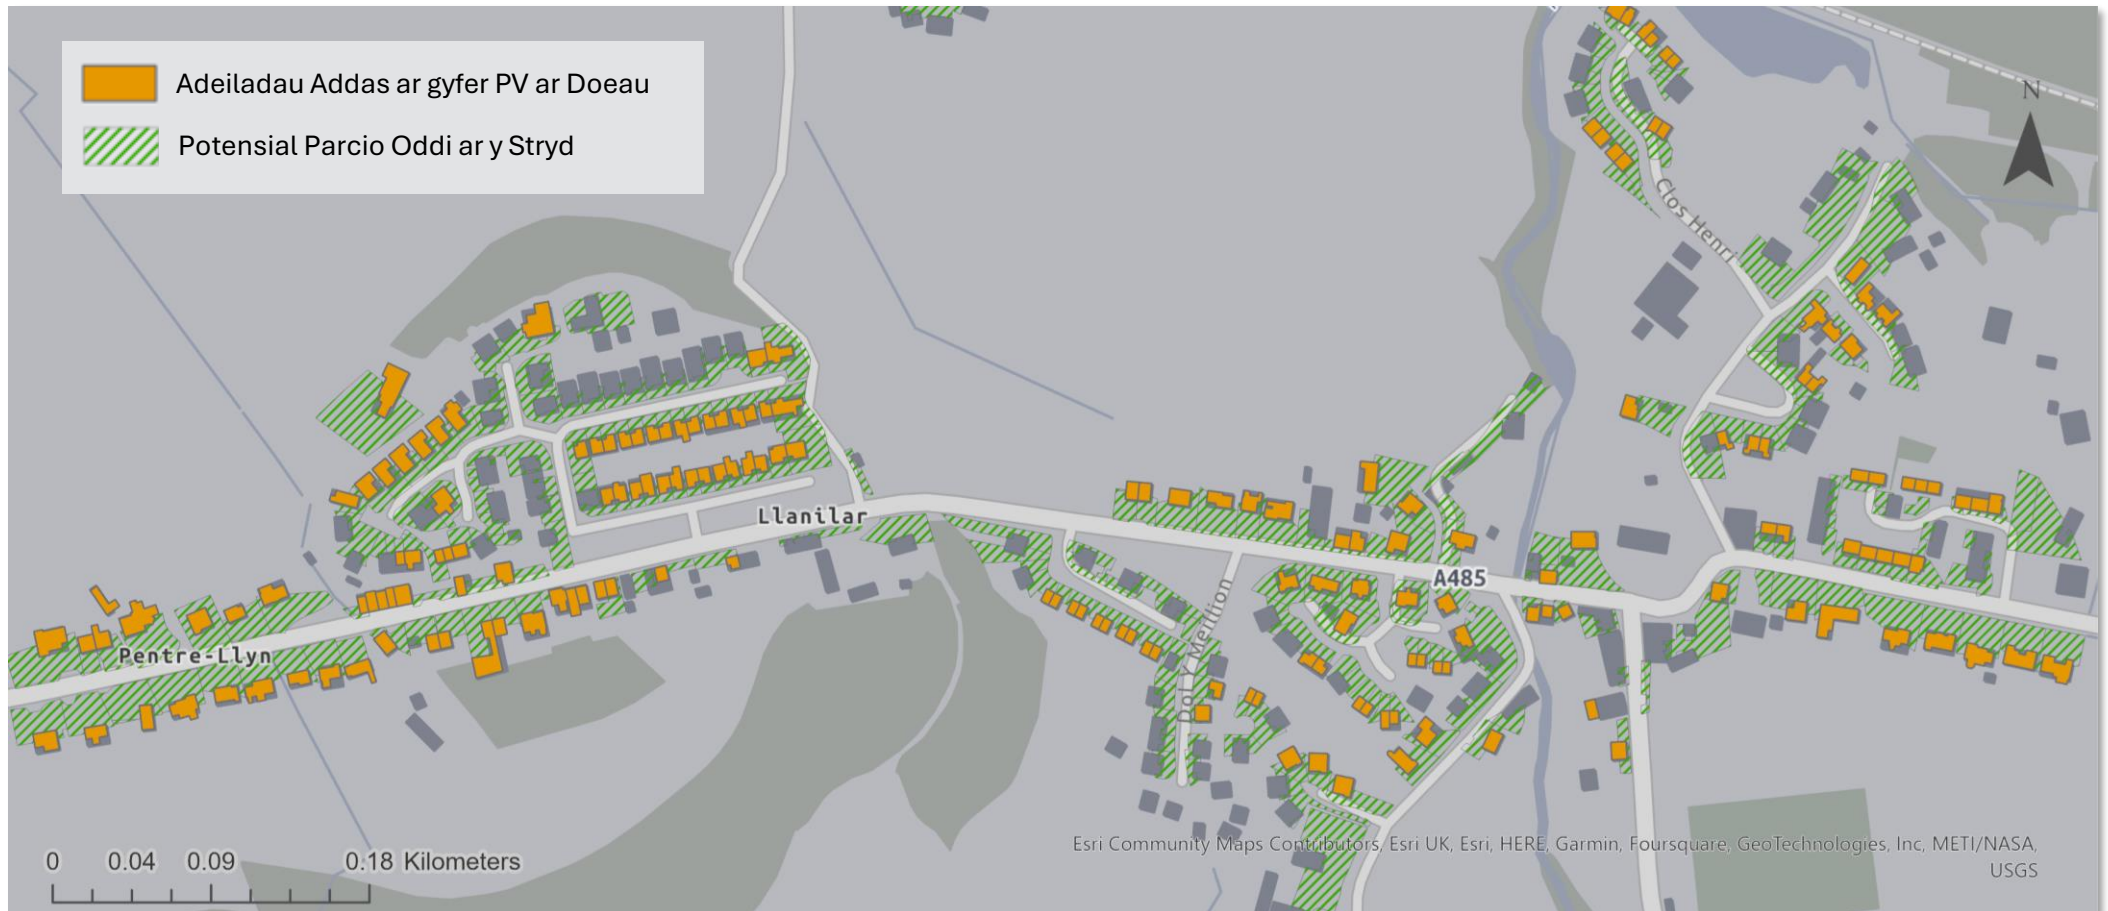 Adeiladau Addas ar gyfer PV ar Doeau
Potensial Parcio Oddi ar y Stryd
N
Clos Henri
Llanilar
A485
Pentre-Llyn
Dol y Meillion
0 0.04 0.09 0.18 Kilometers
Esri Community Maps Contributors, Esri UK, Esri, HERE, Garmin, Foursquare, GeoTechnologies, Inc, METI/NASA,
USGS